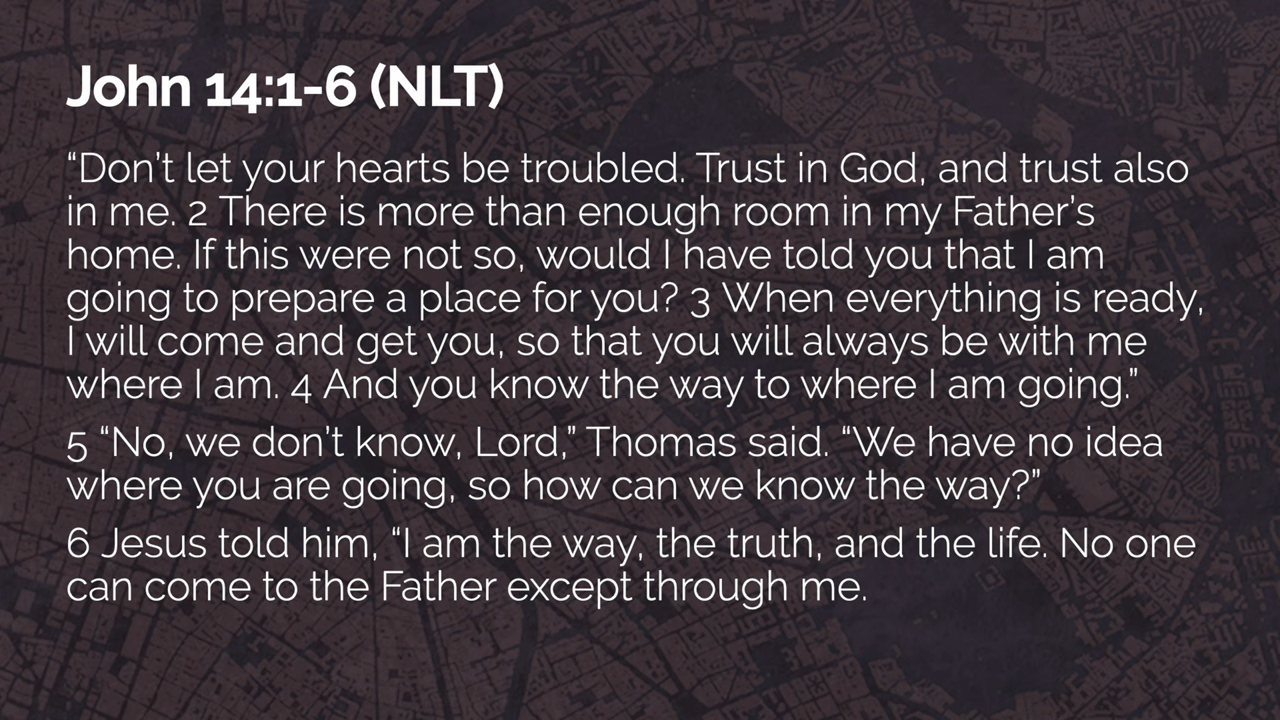 John 14:1-6 (NLT)
“Don’t let your hearts be troubled. Trust in God, and trust also
in me. 2 There is more than enough room in my Father’s
home. If this were not so, would I have told you that I am
going to prepare a place for you? 3 When everything is ready,
I will come and get you, so that you will always be with me
where I am. 4 And you know the way to where I am going.”
5 “No, we don’t know, Lord,” Thomas said. “We have no idea
where you are going, so how can we know the way?”
6 Jesus told him, “I am the way, the truth, and the life. No one
can come to the Father except through me.